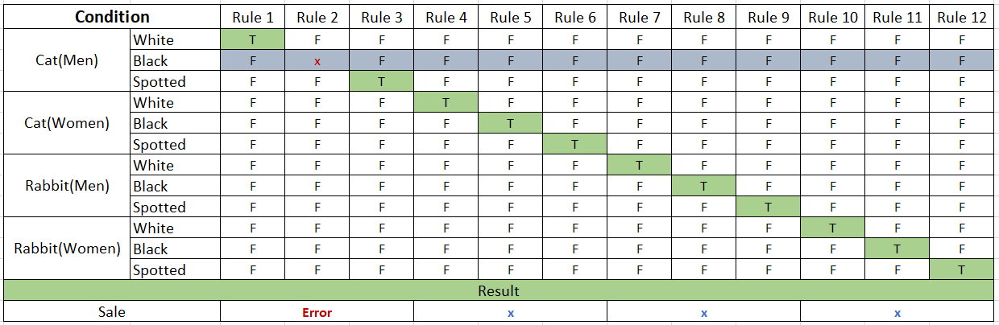 Condition Rule 1 Rule 2 Rule 3 Rule 4 Rule 5 Rule 6 Rule 7 Rule 8 Rule 9 Rule 10 Rule 11 Rule 12
Cat(Men) White T F F F F F F F F F F F
Black F x F F F F F F F F F F
Spotted F F T F F F F F F F F F
Cat(Women) White F F F T F F F F F F F F
Black F F F F T F F F F F F F
Spotted F F F F F T F F F F F F
Rabbit(Men) White F F F F F F T F F F F F
Black F F F F F F F T F F F F
Spotted F F F F F F F F T F F F
Rabbit(Women) White F F F F F F F F F T F F
Black F F F F F F F F F F T F
Spotted F F F F F F F F F F F T
Result
Sale Error x x x